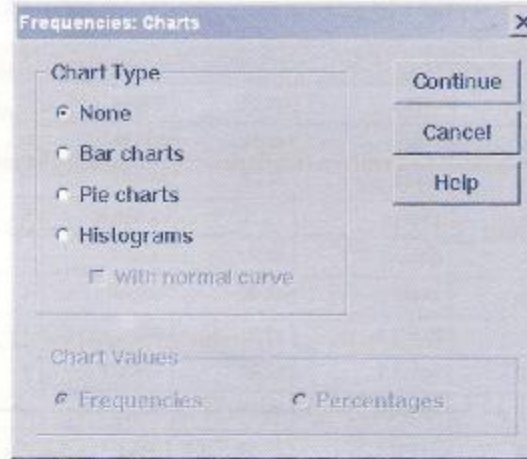 Frequencies: Charts
Chart Type
None
Bar charts
Pie charts
Histograms
With normal curve
Continue
Cancel
Help
Chart Values
Frequencies
Percentages